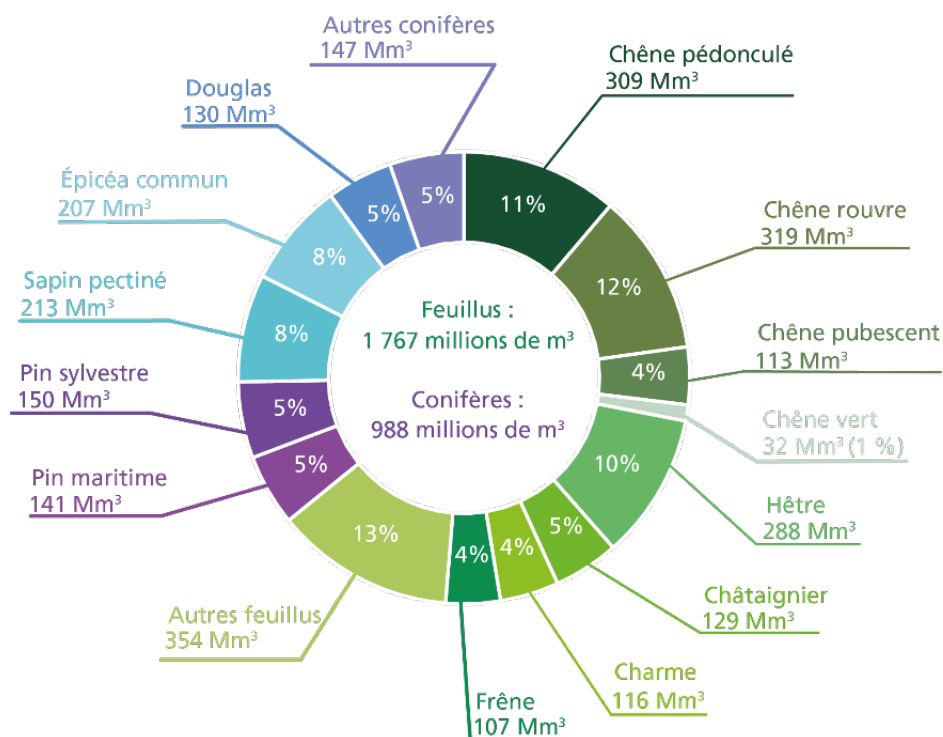 Autres conifères
147 Mm³
Chêne pédonculé
309 Mm³
Douglas
130 Mm³
Épicéa commun
207 Mm³
Chêne rouvre
319 Mm³
Sapin pectiné
213 Mm³
Chêne pubescent
113 Mm³
Pin sylvestre
150 Mm³
Chêne vert
32 Mm³ (1 %)
Pin maritime
141 Mm³
Hêtre
288 Mm³
Autres feuillus
354 Mm³
Châtaignier
129 Mm³
Charme
116 Mm³
Frêne
107 Mm³
5%
11%
5%
8%
12%
8%
4%
5%
10%
5%
5%
13%
4%
4%
Feuillus :
1 767 millions de m³
Conifères :
988 millions de m³